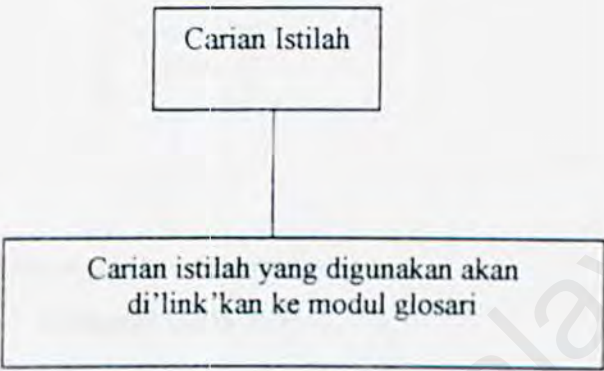 Carian Istilah
Carian istilah yang digunakan akan
di'link'kan ke modul glosari